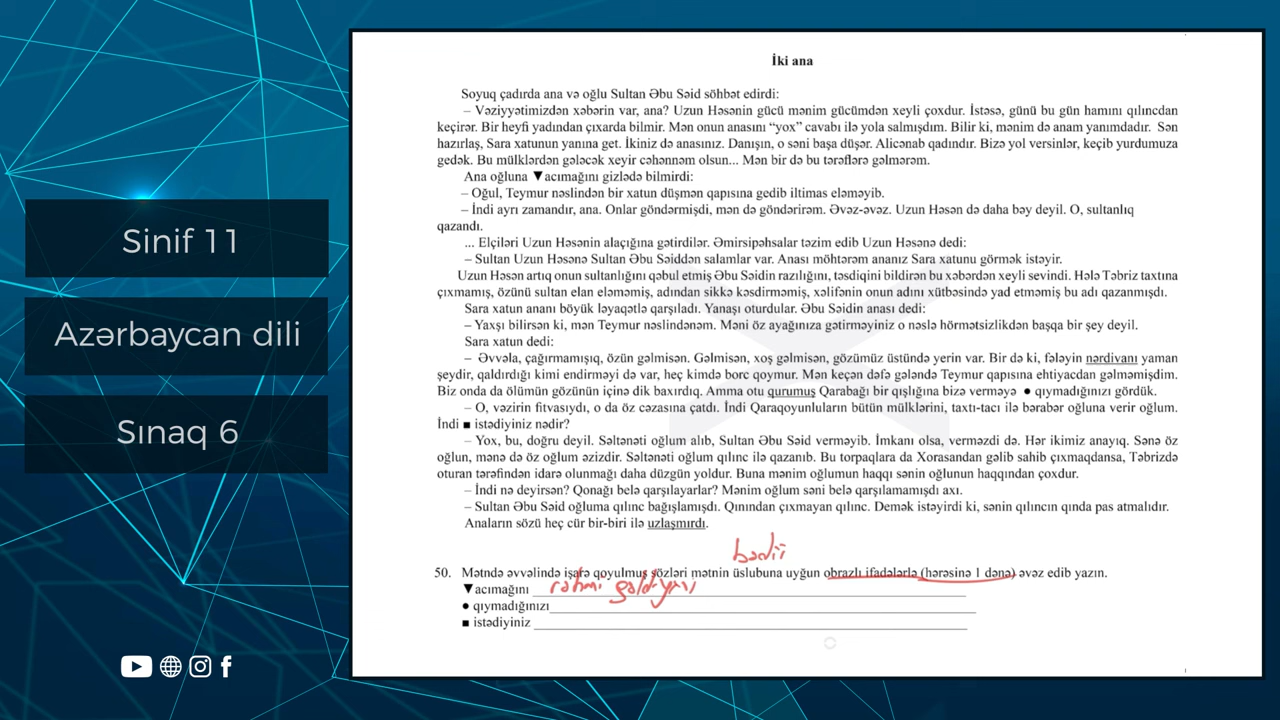 Sinif 11
Azərbaycan dili
Sınaq 6
İki ana
Soyuq çadırda ana və oğlu Sultan Əbu Səid söhbət edirdi:
– Vəziyyətimizdən xəbərin var, ana? Uzun Həsənin gücü mənim gücümdən xeyli çoxdur. İstəsə, günü bu gün hamını qılıncdan
keçirər. Bir heyfi yadından çıxarda bilmir. Mən onun anasını “yox” cavabı ilə yola salmışdım. Bilir ki, mənim də anam yanımdadır. Sən
hazırlaş, Sara xatunun yanına get. İkiniz də anasınız. Danışın, o səni başa düşər. Alicənab qadındır. Bizə yol versinlər, keçib yurdumuza
gedək. Bu mülklərdən gələcək xeyir cəhənnəm olsun... Mən bir də bu tərəflərə gəlmərəm.
Ana oğluna ▼acımağını gizlədə bilmirdi:
– Oğul, Teymur nəslindən bir xatun düşmən qapısına gedib iltimas eləməyib.
– İndi ayrı zamandır, ana. Onlar göndərmişdi, mən də göndərirəm. Əvəz-əvəz. Uzun Həsən də daha bəy deyil. O, sultanlıq
qazandı.
... Elçiləri Uzun Həsənin alaçığına gətirdilər. Əmirsipəhsalar təzim edib Uzun Həsənə dedi:
– Sultan Uzun Həsənə Sultan Əbu Səiddən salamlar var. Anası möhtərəm ananız Sara xatunu görmək istəyir.
Uzun Həsən artıq onun sultanlığını qəbul etmiş Əbu Səidin razılığını, təsdiqini bildirən bu xəbərdən xeyli sevindi. Hələ Təbriz taxtına
çıxmamış, özünü sultan elan eləməmiş, adından sikkə kəsdirməmiş, xəlifənin onun adını xütbəsində yad etməmiş bu adı qazanmışdı.
Sara xatun ananı böyük ləyaqətlə qarşıladı. Yanaşı oturdular. Əbu Səidin anası dedi:
– Yaxşı bilirsən ki, mən Teymur nəslindənəm. Məni öz ayağınıza gətirməyiniz o nəslə hörmətsizlikdən başqa bir şey deyil.
Sara xatun dedi:
– Əvvəla, çağırmamışıq, özün gəlmisən. Gəlmisən, xoş gəlmisən, gözümüz üstündə yerin var. Bir də ki, fələyin nərdivanı yaman
şeydir, qaldırdığı kimi endirməyi də var, heç kimdə borc qoymur. Mən keçən dəfə gələndə Teymur qapısına ehtiyacdan gəlməmişdim.
Biz onda da ölümün gözünün içinə dik baxırdıq. Amma otu qurumuş Qarabağı bir qışlığına bizə verməyə ● qıymadığınızı gördük.
– O, vəzirin fitvasıydı, o da öz cəzasına çatdı. İndi Qaraqoyunluların bütün mülklərini, taxtı-tacı ilə bərabər oğluna verir oğlum.
İndi ■ istədiyiniz nədir?
– Yox, bu, doğru deyil. Səltənəti oğlum alıb, Sultan Əbu Səid verməyib. İmkanı olsa, verməzdi də. Hər ikimiz anayıq. Sənə öz
oğlun, mənə də öz oğlum əzizdir. Səltənəti oğlum qılınc ilə qazanıb. Bu torpaqlara da Xorasandan gəlib sahib çıxmaqdansa, Təbrizdə
oturan tərəfindən idarə olunmağı daha düzgün yoldur. Buna mənim oğlumun haqqı sənin oğlunun haqqından çoxdur.
– İndi nə deyirsən? Qonağı belə qarşılayarlar? Mənim oğlum səni belə qarşılamamışdı axı.
– Sultan Əbu Səid oğluma qılınc bağışlamışdı. Qınından çıxmayan qılınc. Demək istəyirdi ki, sənin qılıncın qında pas atmalıdır.
Anaların sözü heç cür bir-biri ilə uzlaşmırdı.
bədii
50. Mətndə əvvəlində işarə qoyulmuş sözləri mətnin üslubuna uyğun obrazlı ifadələrlə (hərəsinə 1 dənə) əvəz edib yazın.
▼acımağını rəhmi gəldiyini
● qıymadığınızı
■ istədiyiniz